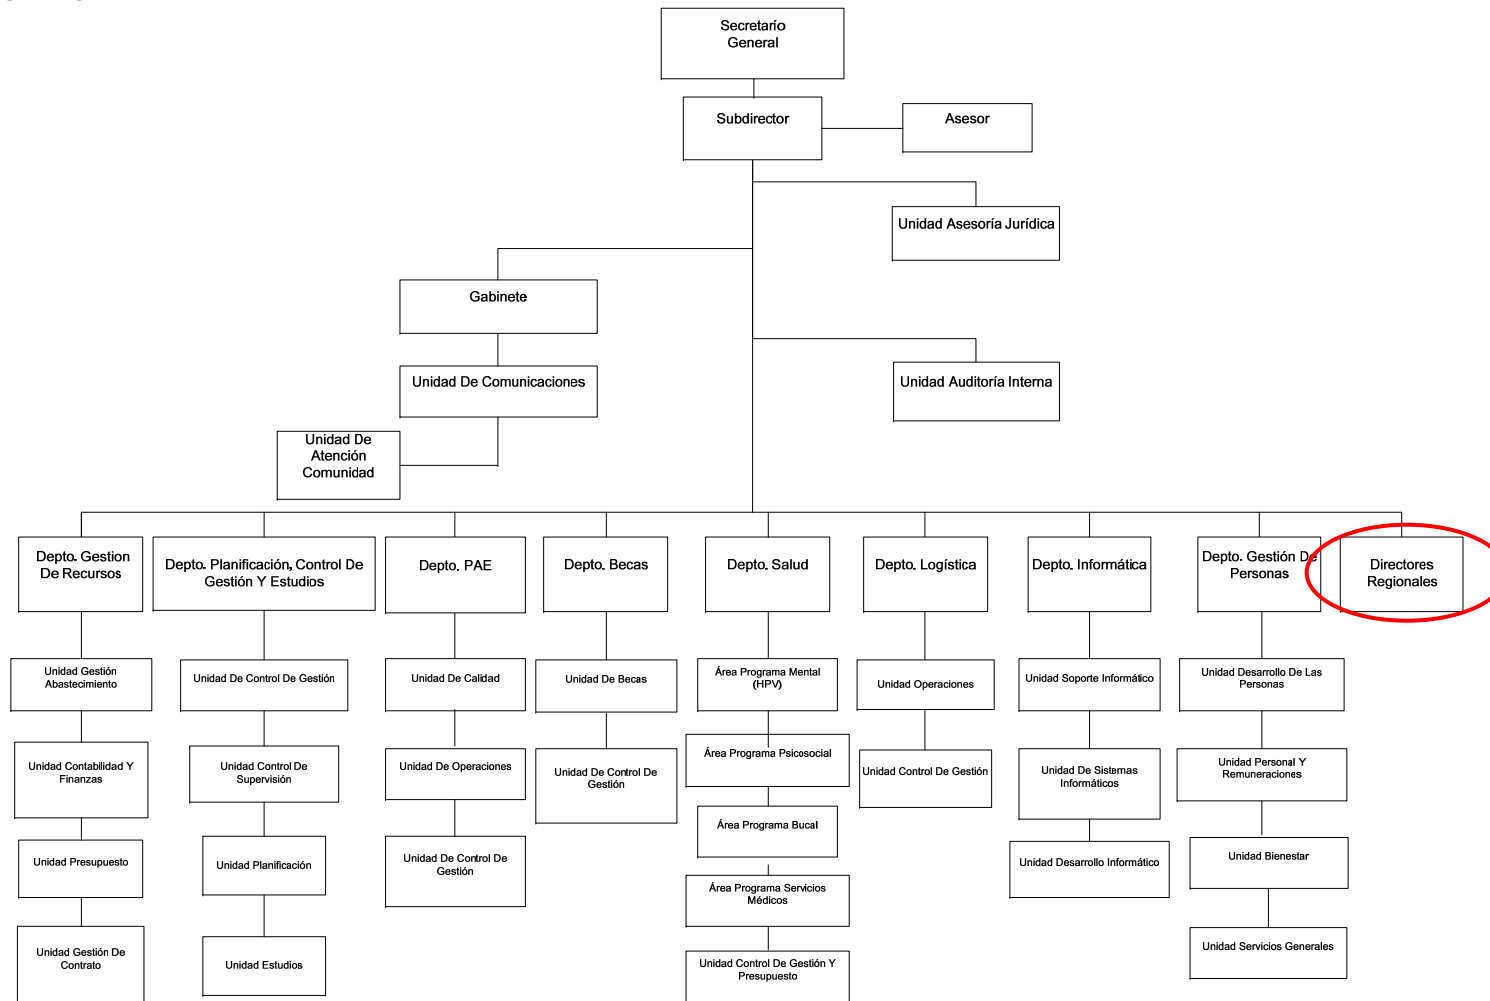 Secretario
General
Subdirector
Asesor
Unidad Asesoría Jurídica
Gabinete
Unidad De Comunicaciones
Unidad Auditoría Interna
Unidad De
Atención
Comunidad
Depto. Gestion
De Recursos
Depto. Planificación, Control De
Gestión Y Estudios
Depto. PAE
Depto. Becas
Depto. Salud
Depto. Logística
Depto. Informática
Depto. Gestión De
Personas
Directores
Regionales
Unidad Gestión
Abastecimiento
Unidad De Control De Gestión
Unidad De Calidad
Unidad De Becas
Área Programa Mental
(HPV)
Unidad Operaciones
Unidad Soporte Informático
Unidad Desarrollo De Las
Personas
Unidad Contabilidad Y
Finanzas
Unidad Control De
Supervisión
Unidad De Operaciones
Unidad De Control De
Gestión
Área Programa Psicosocial
Unidad Control De Gestión
Unidad De Sistemas
Informáticos
Unidad Personal Y
Remuneraciones
Unidad Presupuesto
Unidad Planificación
Unidad De Control De
Gestión
Área Programa Bucal
Unidad Desarrollo Informático
Unidad Bienestar
Área Programa Servicios
Médicos
Unidad Gestión De
Contrato
Unidad Estudios
Unidad Control De Gestión Y
Presupuesto
Unidad Servicios Generales